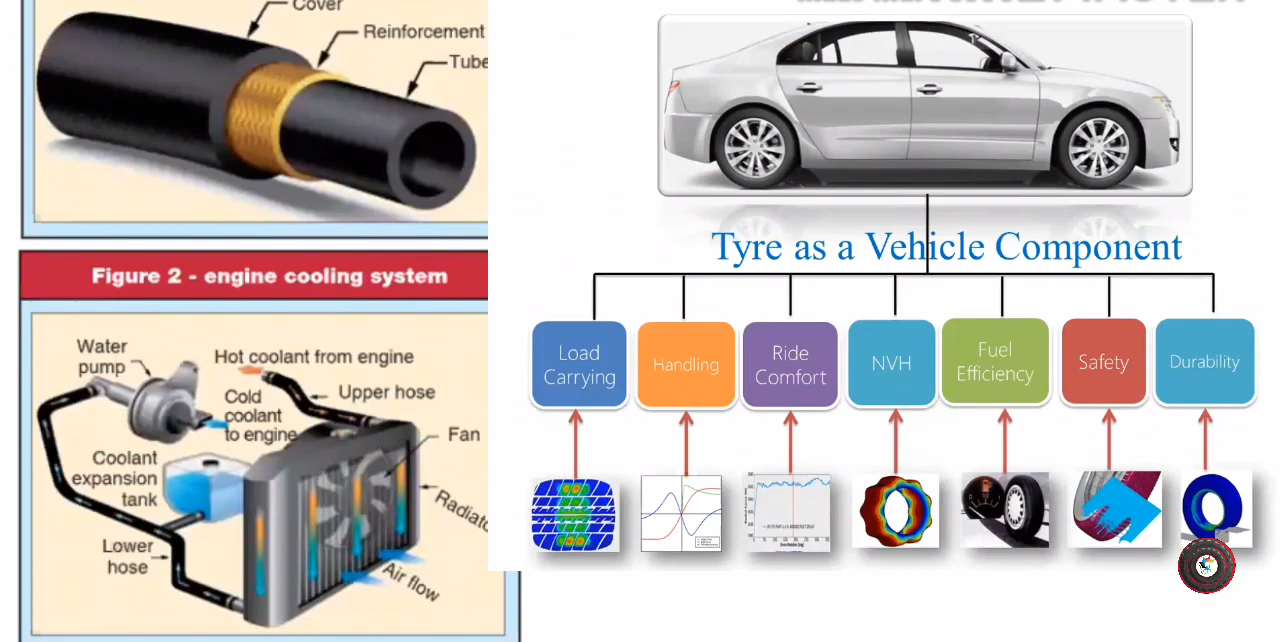 Cover
Reinforcement
Tube
Figure 2 - engine cooling system
Water
pump
Hot coolant from engine
Upper hose
Cold
coolant
to engine
Fan
Coolant
expansion
tank
Lower
hose
Air flow
Tyre as a Vehicle Component
Load
Carrying
Handling
Ride
Comfort
NVH
Fuel
Efficiency
Safety
Durability